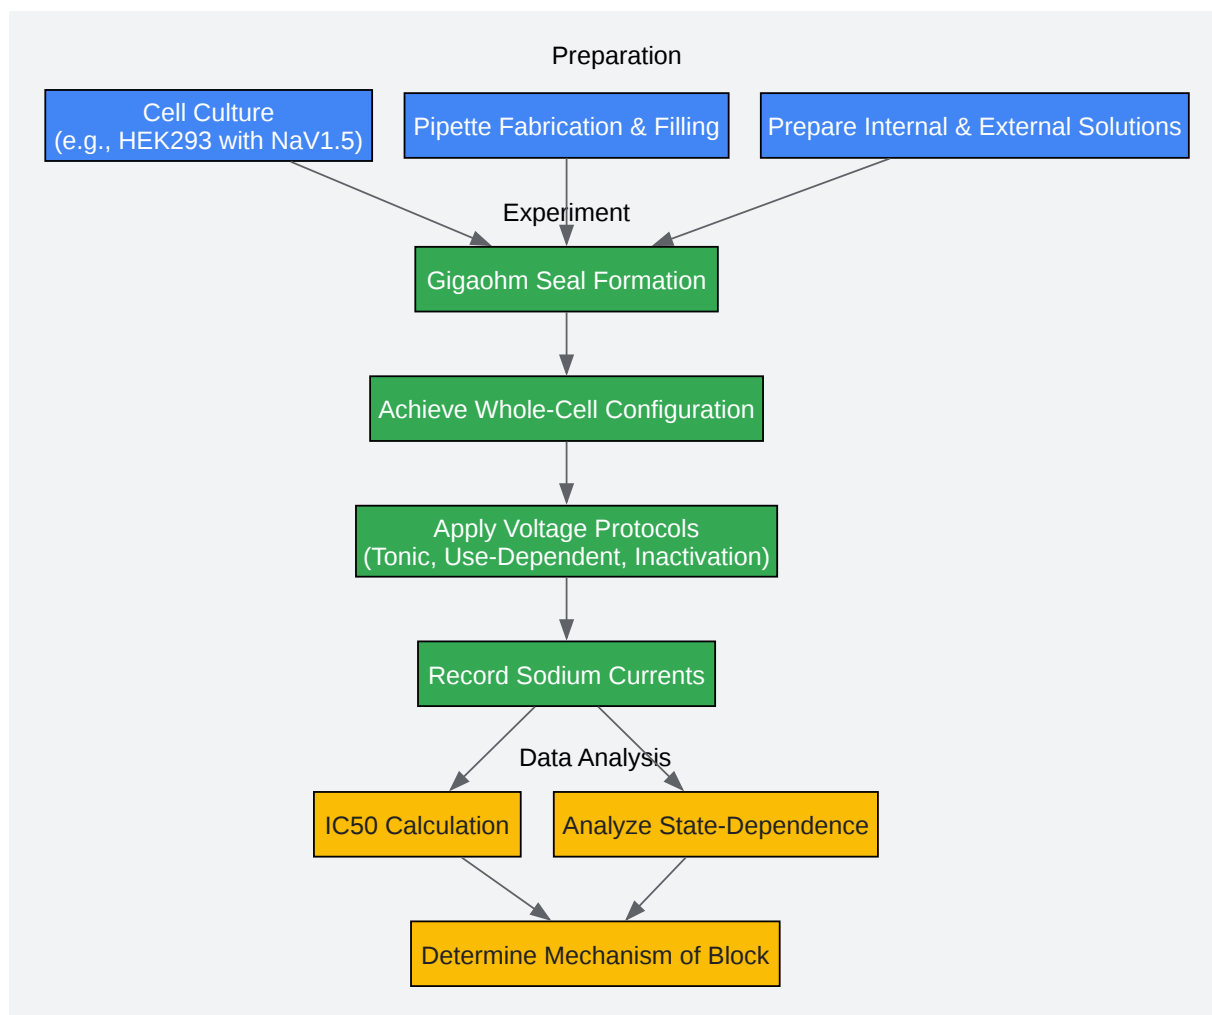 Preparation
Cell Culture
(e.g., HEK293 with NaV1.5)
Pipette Fabrication & Filling
Prepare Internal & External Solutions
Experiment
Gigaohm Seal Formation
Achieve Whole-Cell Configuration
Apply Voltage Protocols
(Tonic, Use-Dependent, Inactivation)
Record Sodium Currents
Data Analysis
IC50 Calculation
Analyze State-Dependence
Determine Mechanism of Block